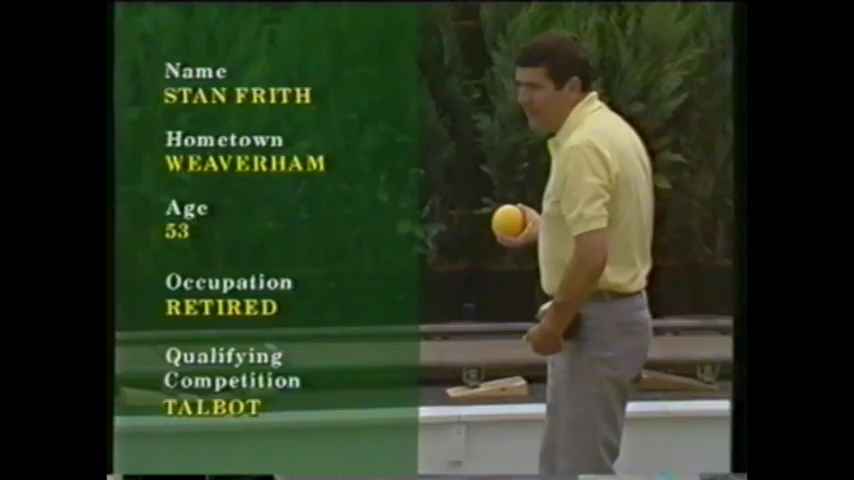 Name
STAN FRITH
Hometown
WEAVERHAM
Age
53
Occupation
RETIRED
Qualifying
Competition
TALBOT